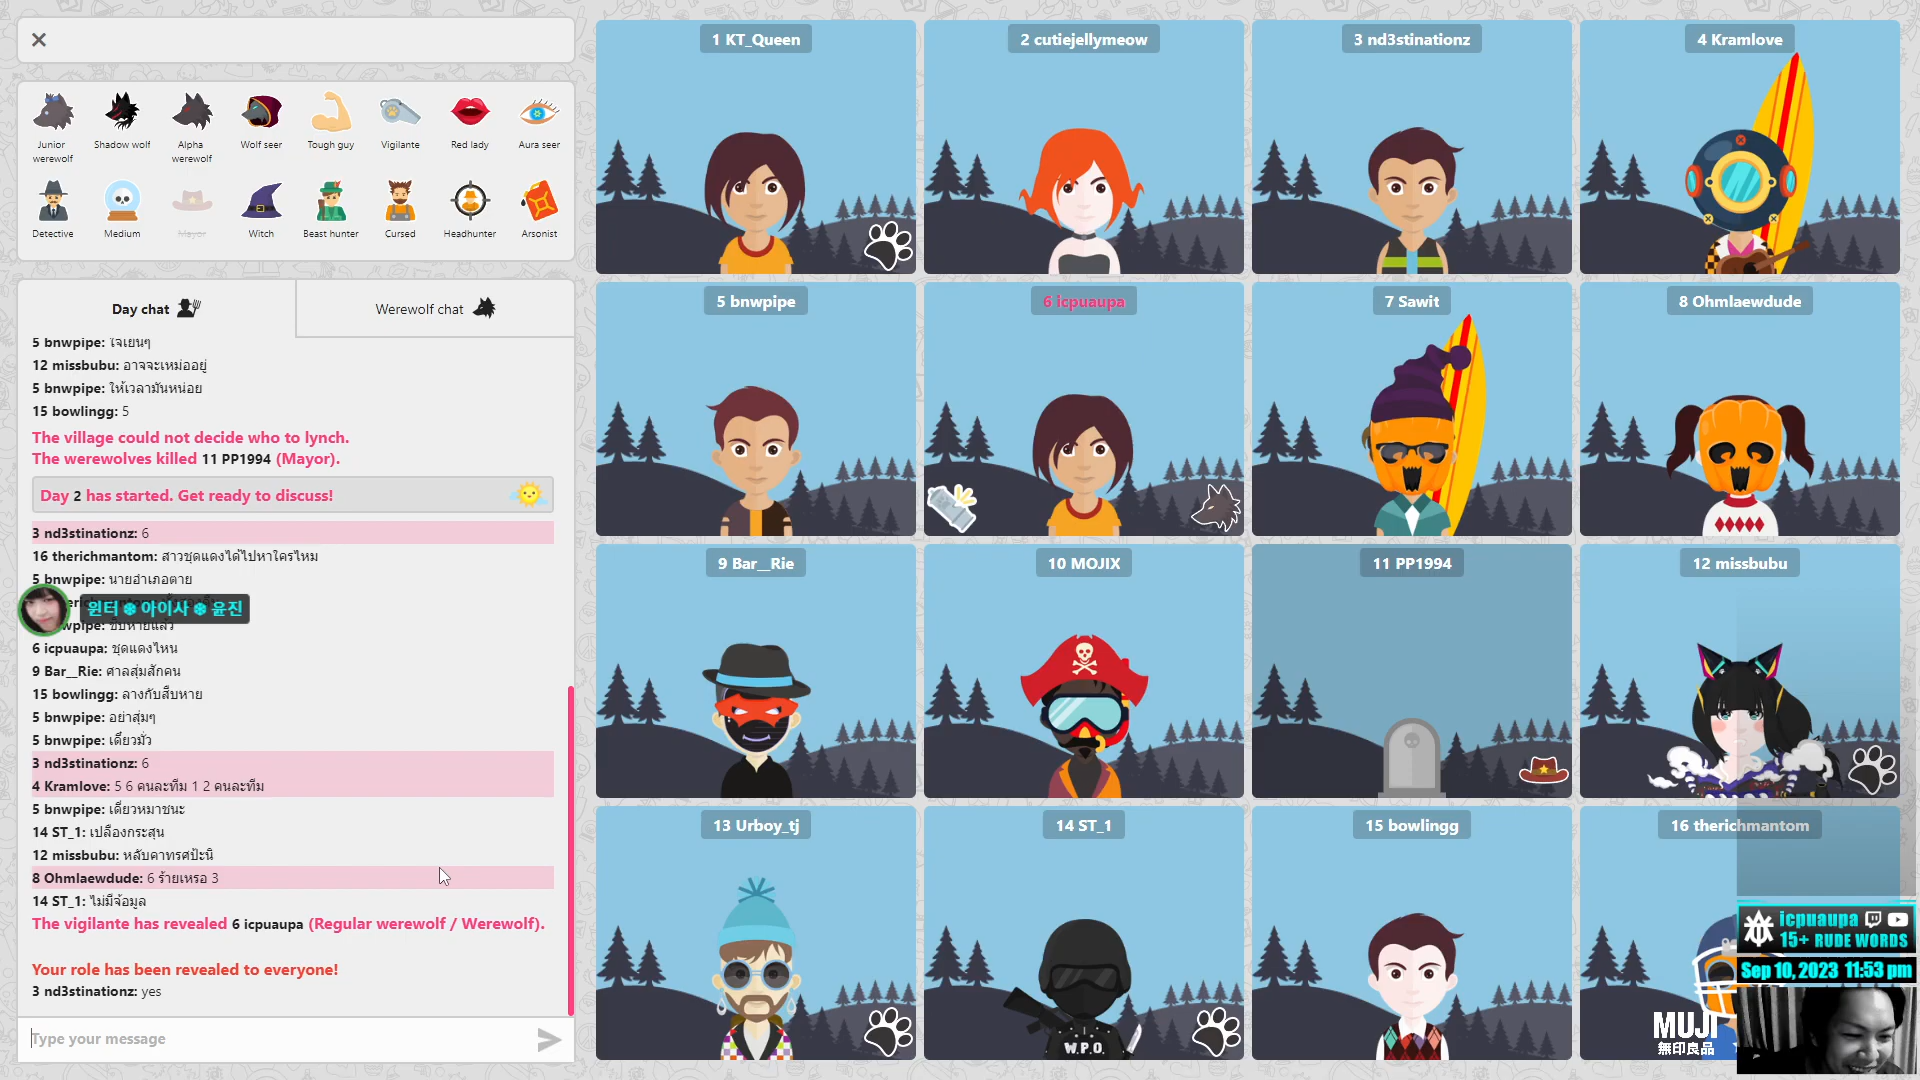 Junior werewolf
Shadow wolf
Alpha werewolf
Wolf seer
Tough guy
Vigilante
Red lady
Aura seer
Detective
Medium
Mayor
Witch
Beast hunter
Cursed
Headhunter
Arsonist
Day chat
Werewolf chat
5 bnwpipe: ใจเยนๆ
12 missbubu: อาจจะเหม่ออยู่
5 bnwpipe: ให้เวลามันหน่อย
15 bowlingg: 5
The village could not decide who to lynch.
The werewolves killed 11 PP1994 (Mayor).
Day 2 has started. Get ready to discuss!
3 nd3stinationz: 6
16 therichmantom: สาวชุดแดงได้ไปหาใครไหม
5 bnwpipe: นายอำเภอตาย
윈터 ❄ 아이사 ❄ 윤진
wpipe: ชิบหายแล้ว
6 icpuaupa: ชุดแดงไหน
9 Bar__Rie: ศาลสุ่มสักคน
15 bowlingg: ลางกับสืบหาย
5 bnwpipe: อย่าสุ่มๆ
5 bnwpipe: เดี๊ยวมั่ว
3 nd3stinationz: 6
4 Kramlove: 5 6 คนละทีม 1 2 คนละทีม
5 bnwpipe: เดี๋ยวหมาชนะ
14 ST_1: เปลืองกระสุน
12 missbubu: หลับคาทรศป้ะนิ
8 Ohmlaewdude: 6 ร้ายเหรอ 3
14 ST_1: ไม่มีจ้อมูล
The vigilante has revealed 6 icpuaupa (Regular werewolf / Werewolf).
Your role has been revealed to everyone!
3 nd3stinationz: yes
Type your message
1 KT_Queen
2 cutiejellymeow
3 nd3stinationz
4 Kramlove
5 bnwpipe
6 icpuaupa
7 Sawit
8 Ohmlaewdude
9 Bar__Rie
10 MOJIX
11 PP1994
12 missbubu
13 Urboy_tj
14 ST_1
15 bowlingg
16 therichmantom
W.P.O.
icpuaupa
15+ RUDE WORDS
Sep 10, 2023 11:53 pm
MUJI
無印良品